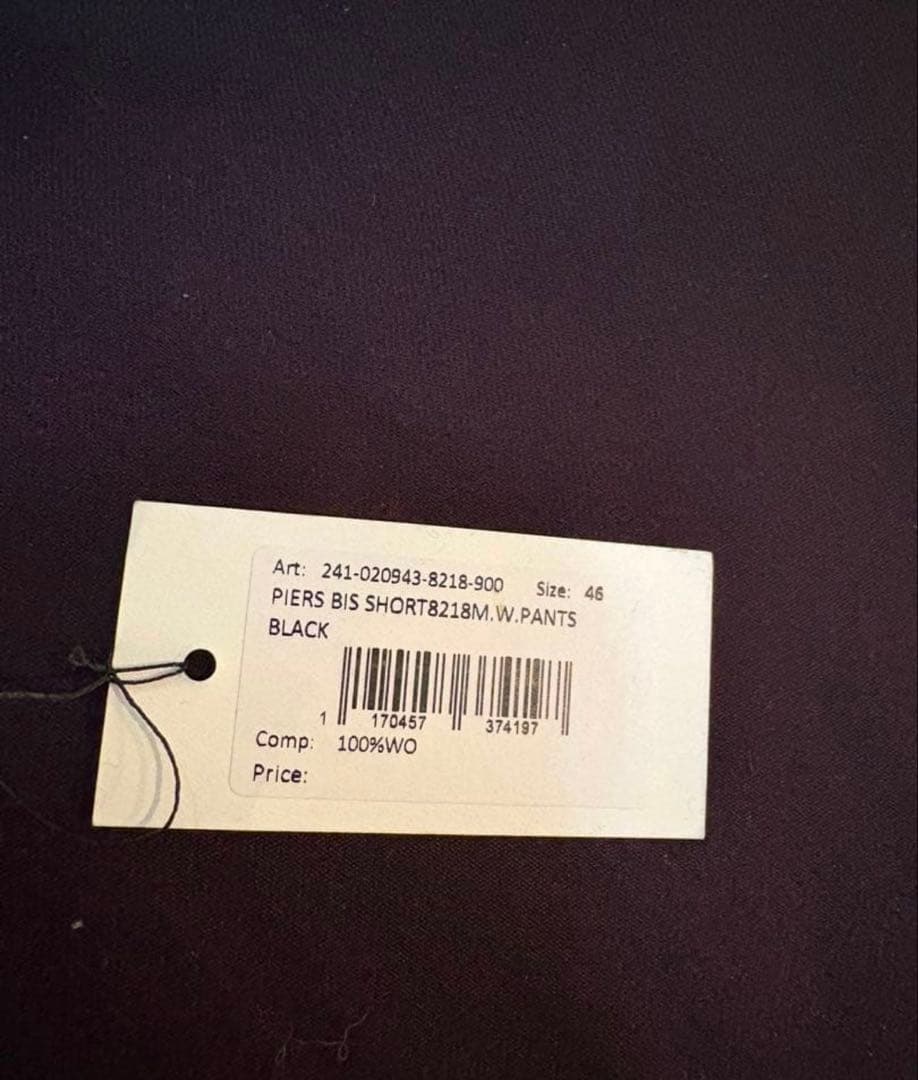 Art: 241-020943-8218-900 Size: 46
PIERS BIS SHORT8218M.W.PANTS
BLACK
1 170457 374197
Comp: 100%WO
Price: